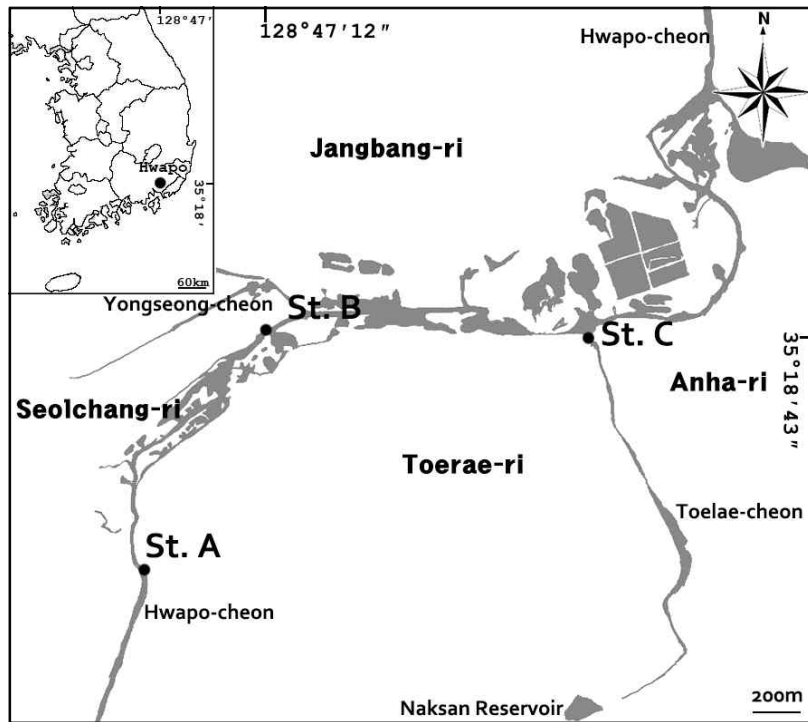 128°47'
128°47'12"
Hwapo-cheon
N
Jangbang-ri
Hwapo
35°18'
60km
Yongseong-cheon
St. B
St. C
35°18'43"
Anha-ri
Seolchang-ri
Toerae-ri
Toelae-cheon
St. A
Hwapo-cheon
Naksan Reservoir
200m